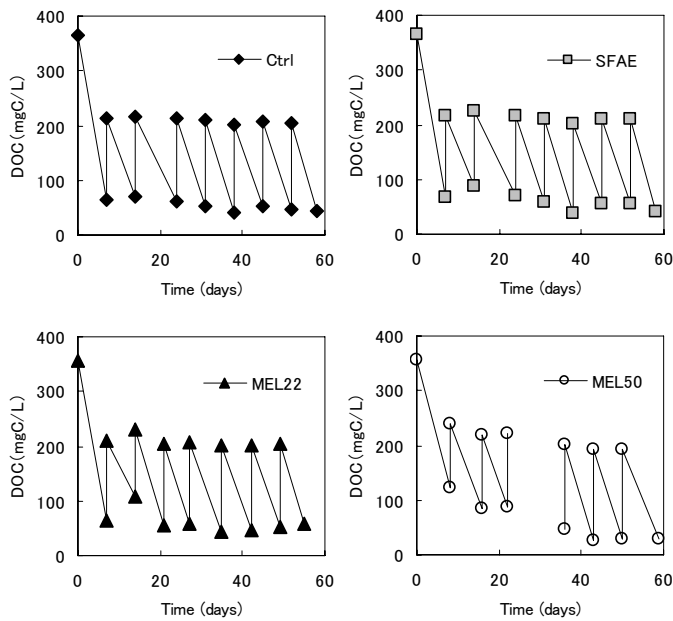 400
300
200
100
0
DOC (mgC/L)
Ctrl
0 20 40 60
Time (days)
400
300
200
100
0
DOC (mgC/L)
SFAE
0 20 40 60
Time (days)
400
300
200
100
0
DOC (mgC/L)
MEL22
0 20 40 60
Time (days)
400
300
200
100
0
DOC (mgC/L)
MEL50
0 20 40 60
Time (days)